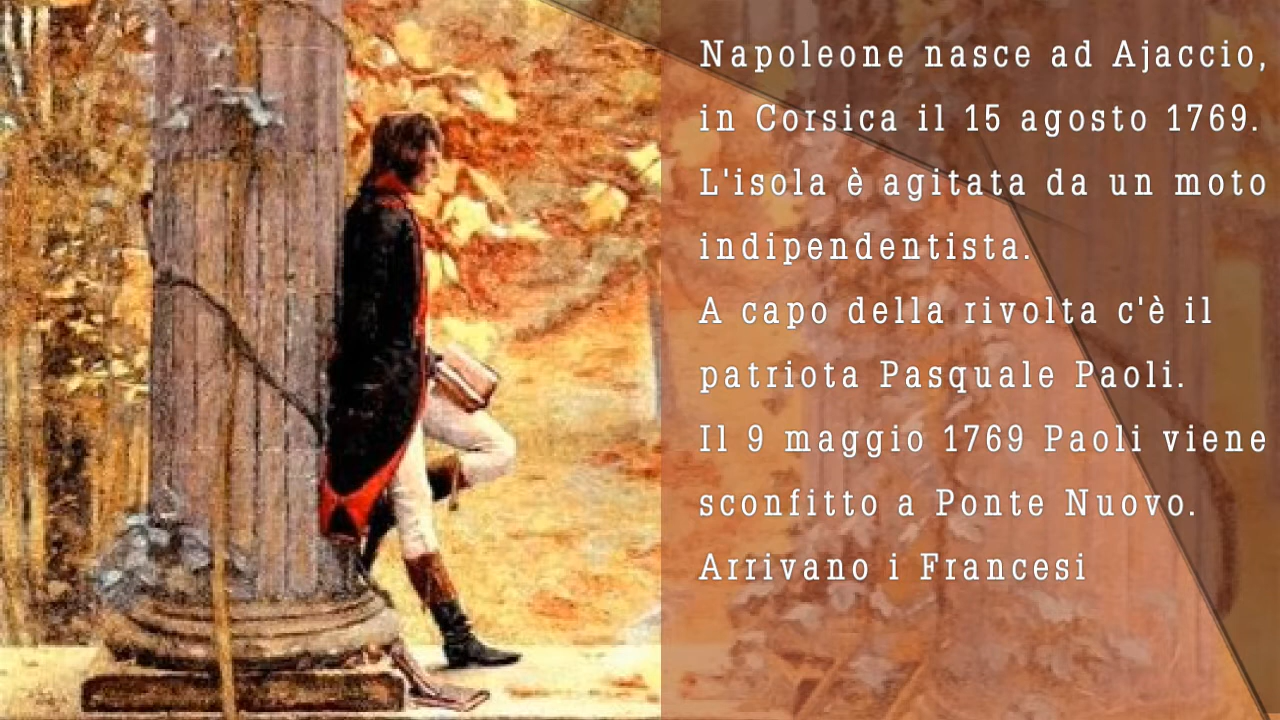 Napoleone nasce ad Ajaccio,
in Corsica il 15 agosto 1769.
L'isola è agitata da un moto
indipendentista.
A capo della rivolta c'è il
patriota Pasquale Paoli.
Il 9 maggio 1769 Paoli viene
sconfitto a Ponte Nuovo.
Arrivano i Francesi